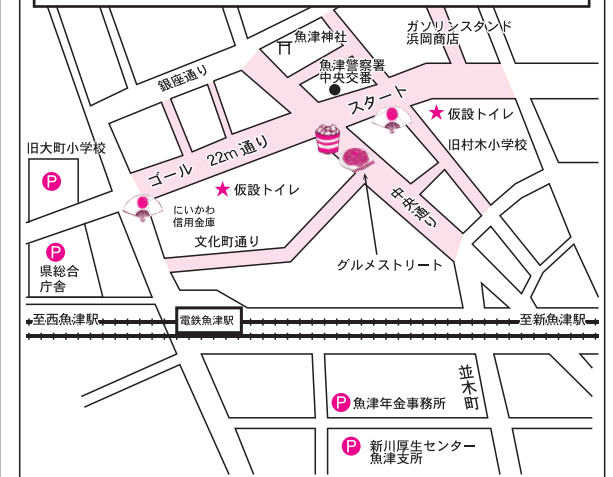 ガソリンスタンド
浜岡商店
魚津神社
魚津警察署
中央交番
銀座通り
スタート
★仮設トイレ
旧村木小学校
旧大町小学校
P
ゴール 22m通り
★仮設トイレ
にいかわ
信用金庫
中央通り
文化町通り
グルメストリート
P
県総合
庁舎
至西魚津駅
電鉄魚津駅
至新魚津駅
並木町
P 魚津年金事務所
P 新川厚生センター
魚津支所